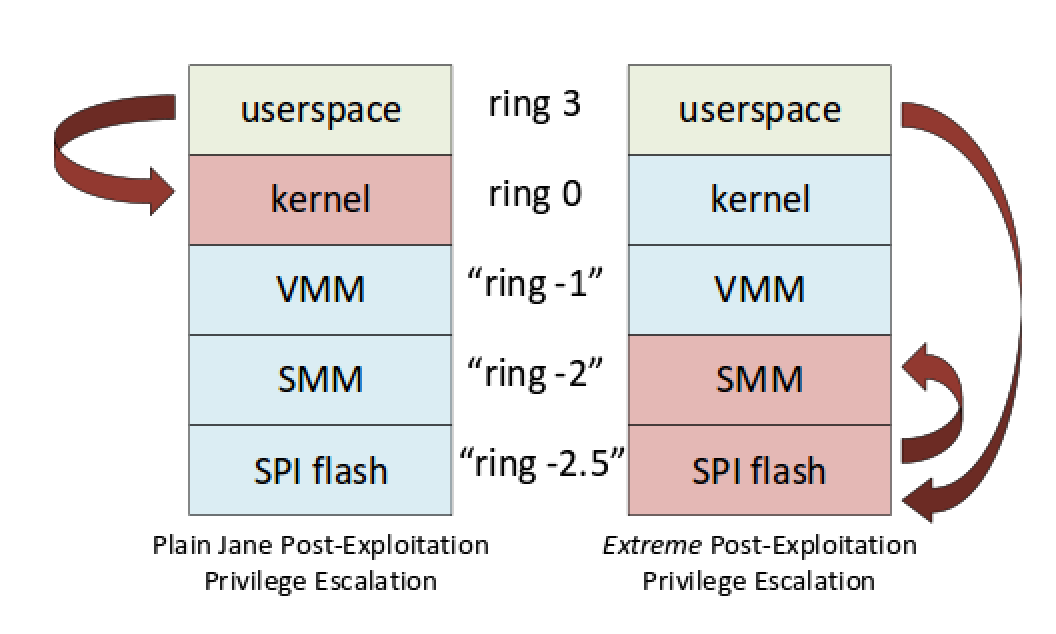 userspace ring 3 userspace
kernel ring 0 kernel
VMM “ring -1” VMM
SMM “ring -2” SMM
SPI flash “ring -2.5” SPI flash
Plain Jane Post-Exploitation
Privilege Escalation
Extreme Post-Exploitation
Privilege Escalation